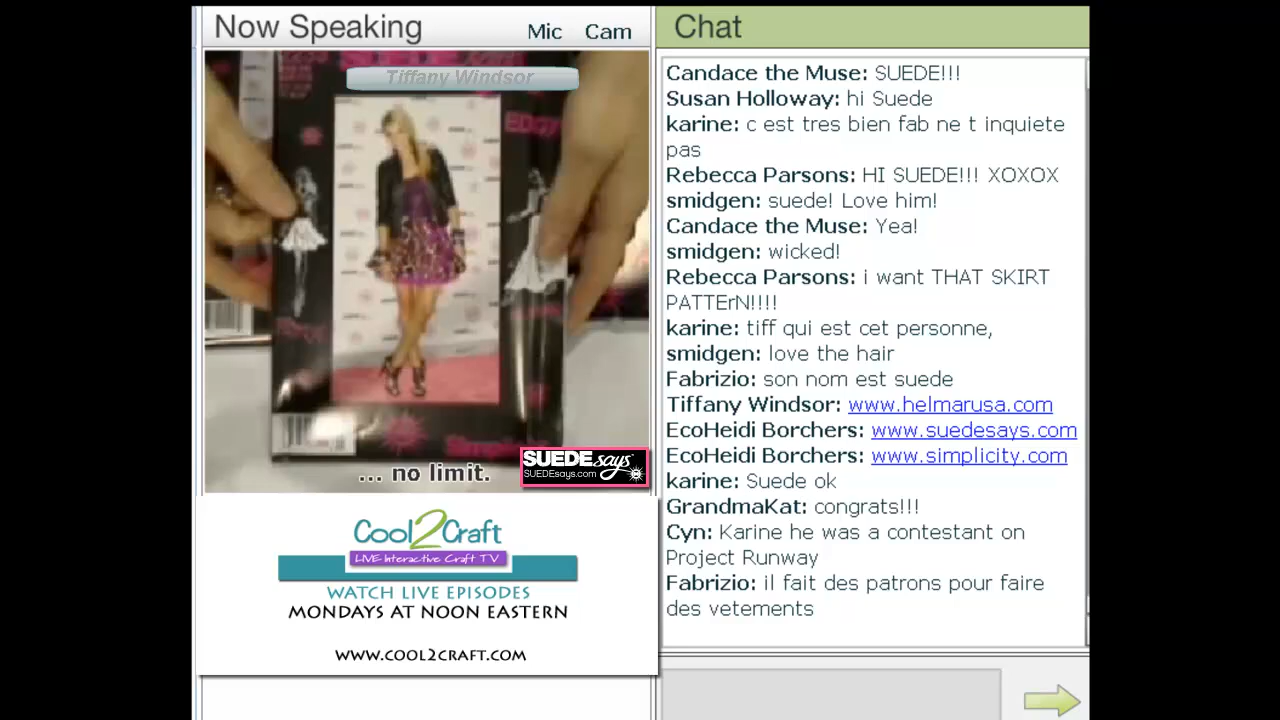 Now Speaking
Mic Cam
Tiffany Windsor
EDGY
... no limit.
SUEDE says
SUEDEsays.com
Cool2Craft
LIVE Interactive Craft TV
WATCH LIVE EPISODES
MONDAYS AT NOON EASTERN
WWW.COOL2CRAFT.COM
Chat
Candace the Muse: SUEDE!!!
Susan Holloway: hi Suede
karine: c est tres bien fab ne t inquiete
pas
Rebecca Parsons: HI SUEDE!!! XOXOX
smidgen: suede! Love him!
Candace the Muse: Yea!
smidgen: wicked!
Rebecca Parsons: i want THAT SKIRT
PATTErN!!!!
karine: tiff qui est cet personne,
smidgen: love the hair
Fabrizio: son nom est suede
Tiffany Windsor: www.helmarusa.com
EcoHeidi Borchers: www.suedesays.com
EcoHeidi Borchers: www.simplicity.com
karine: Suede ok
GrandmaKat: congrats!!!
Cyn: Karine he was a contestant on
Project Runway
Fabrizio: il fait des patrons pour faire
des vetements